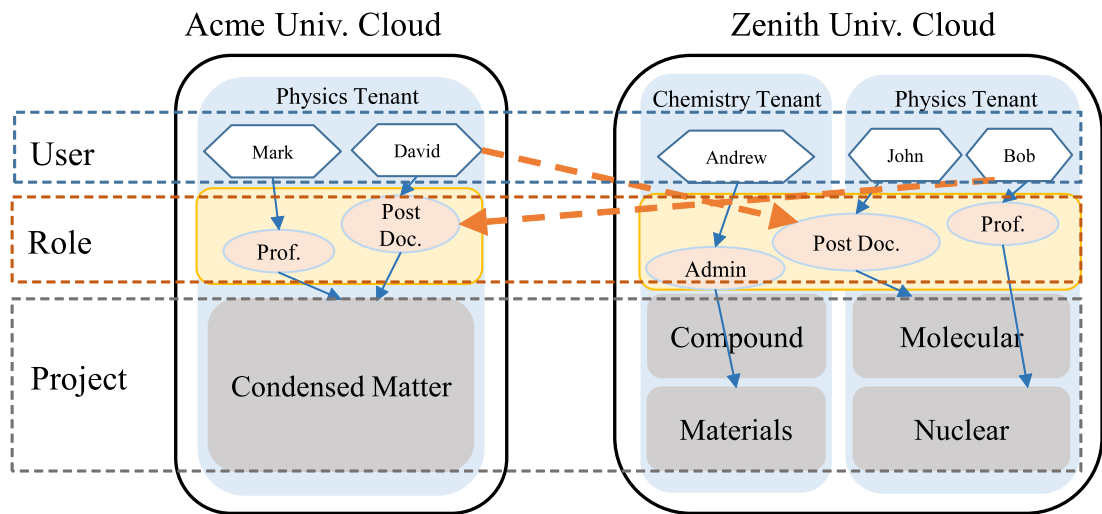 Acme Univ. Cloud
Zenith Univ. Cloud
Physics Tenant
Chemistry Tenant
Physics Tenant
User
Mark
David
Andrew
John
Bob
Role
Prof.
Post
Doc.
Admin
Post Doc.
Prof.
Project
Condensed Matter
Compound
Molecular
Materials
Nuclear